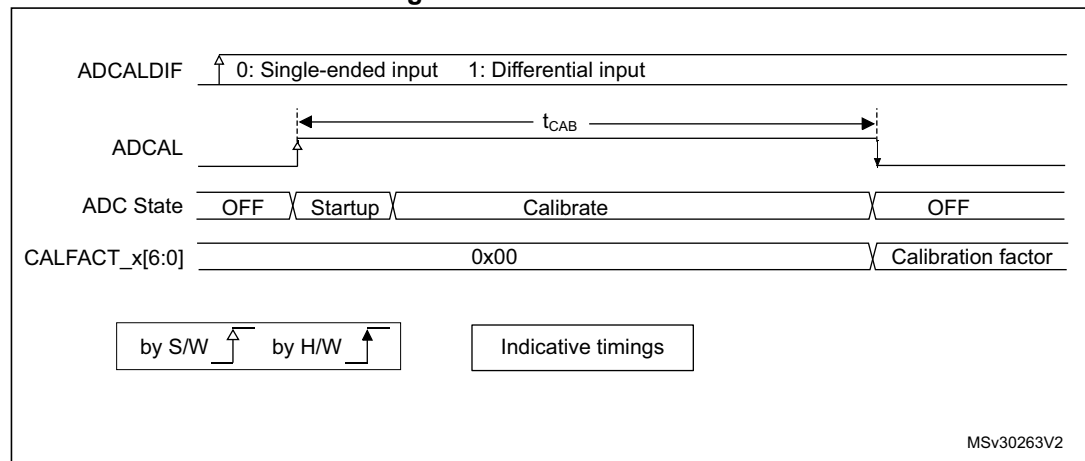 ADCALDIF 0: Single-ended input 1: Differential input
tCAB
ADCAL
ADC State OFF Startup Calibrate OFF
CALFACT_x[6:0] 0x00 Calibration factor
by S/W by H/W Indicative timings
MSv30263V2